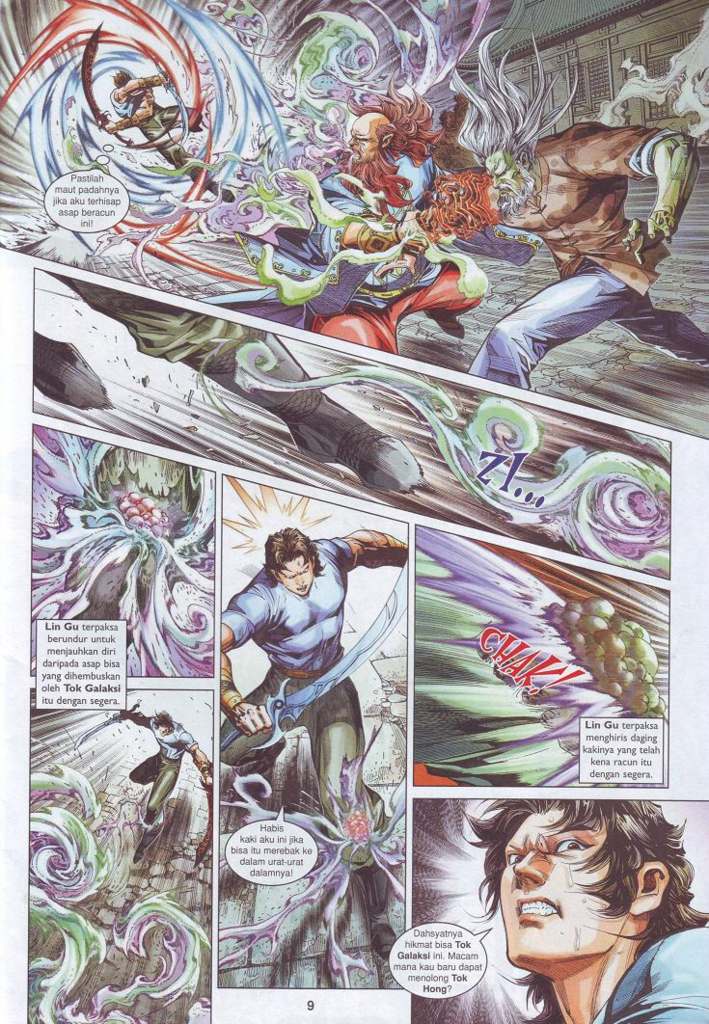 Pastilah
maut padahnya
jika aku terhisap
asap beracun
ini!
ZI...
Lin Gu terpaksa
berundur untuk
menjauhkan diri
daripada asap bisa
yang dihembuskan
oleh Tok Galaksi
itu dengan segera.
Habis
kaki aku ini jika
bisa itu merebak ke
dalam urat-urat
dalamnya!
CHAK!
Lin Gu terpaksa
menghiris daging
kakinya yang telah
kena racun itu
dengan segera.
Dahsyatnya
hikmat bisa Tok
Galaksi ini. Macam
mana kau baru dapat
menolong Tok
Hong?
9